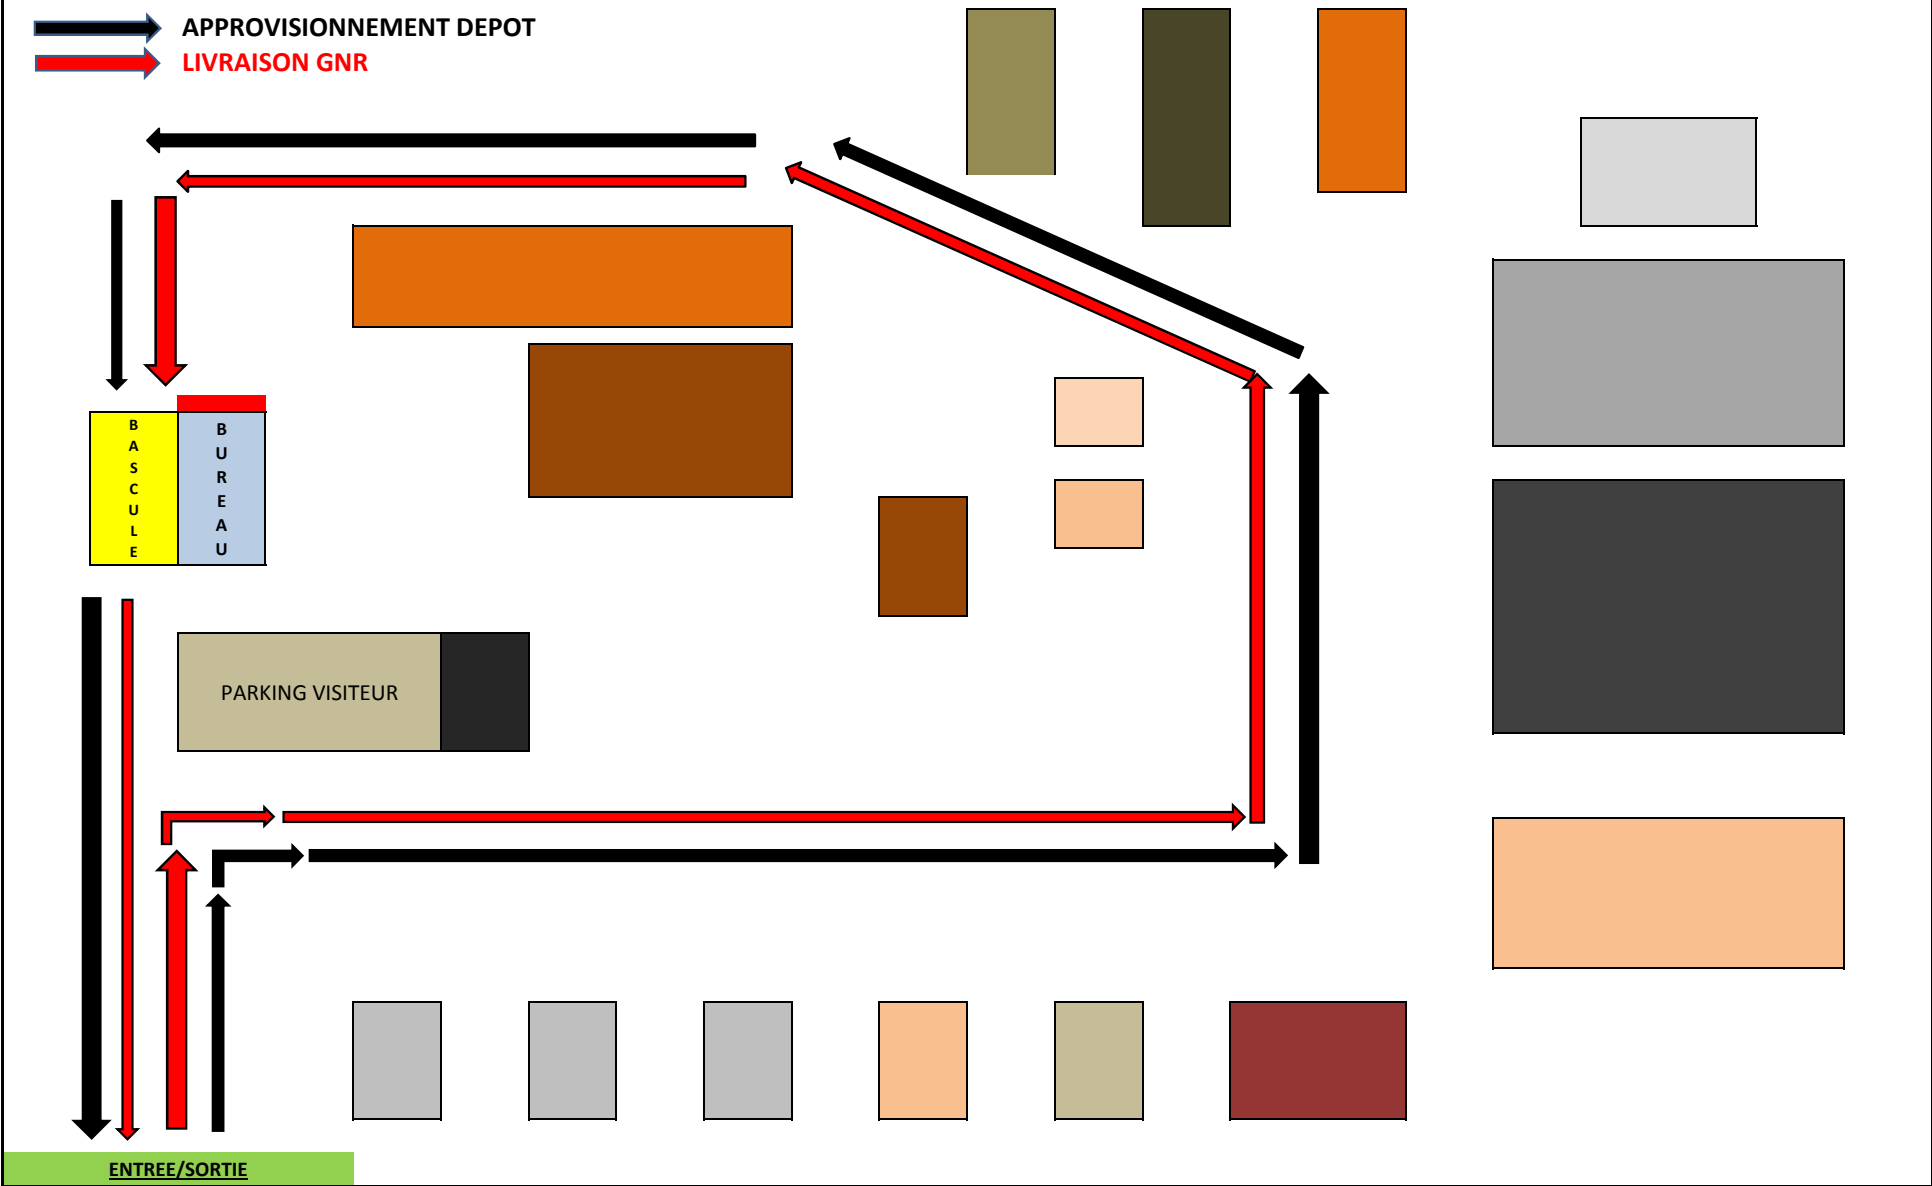 APPROVISIONNEMENT DEPOT
LIVRAISON GNR
BASCULE
BUREAU
PARKING VISITEUR
ENTREE/SORTIE